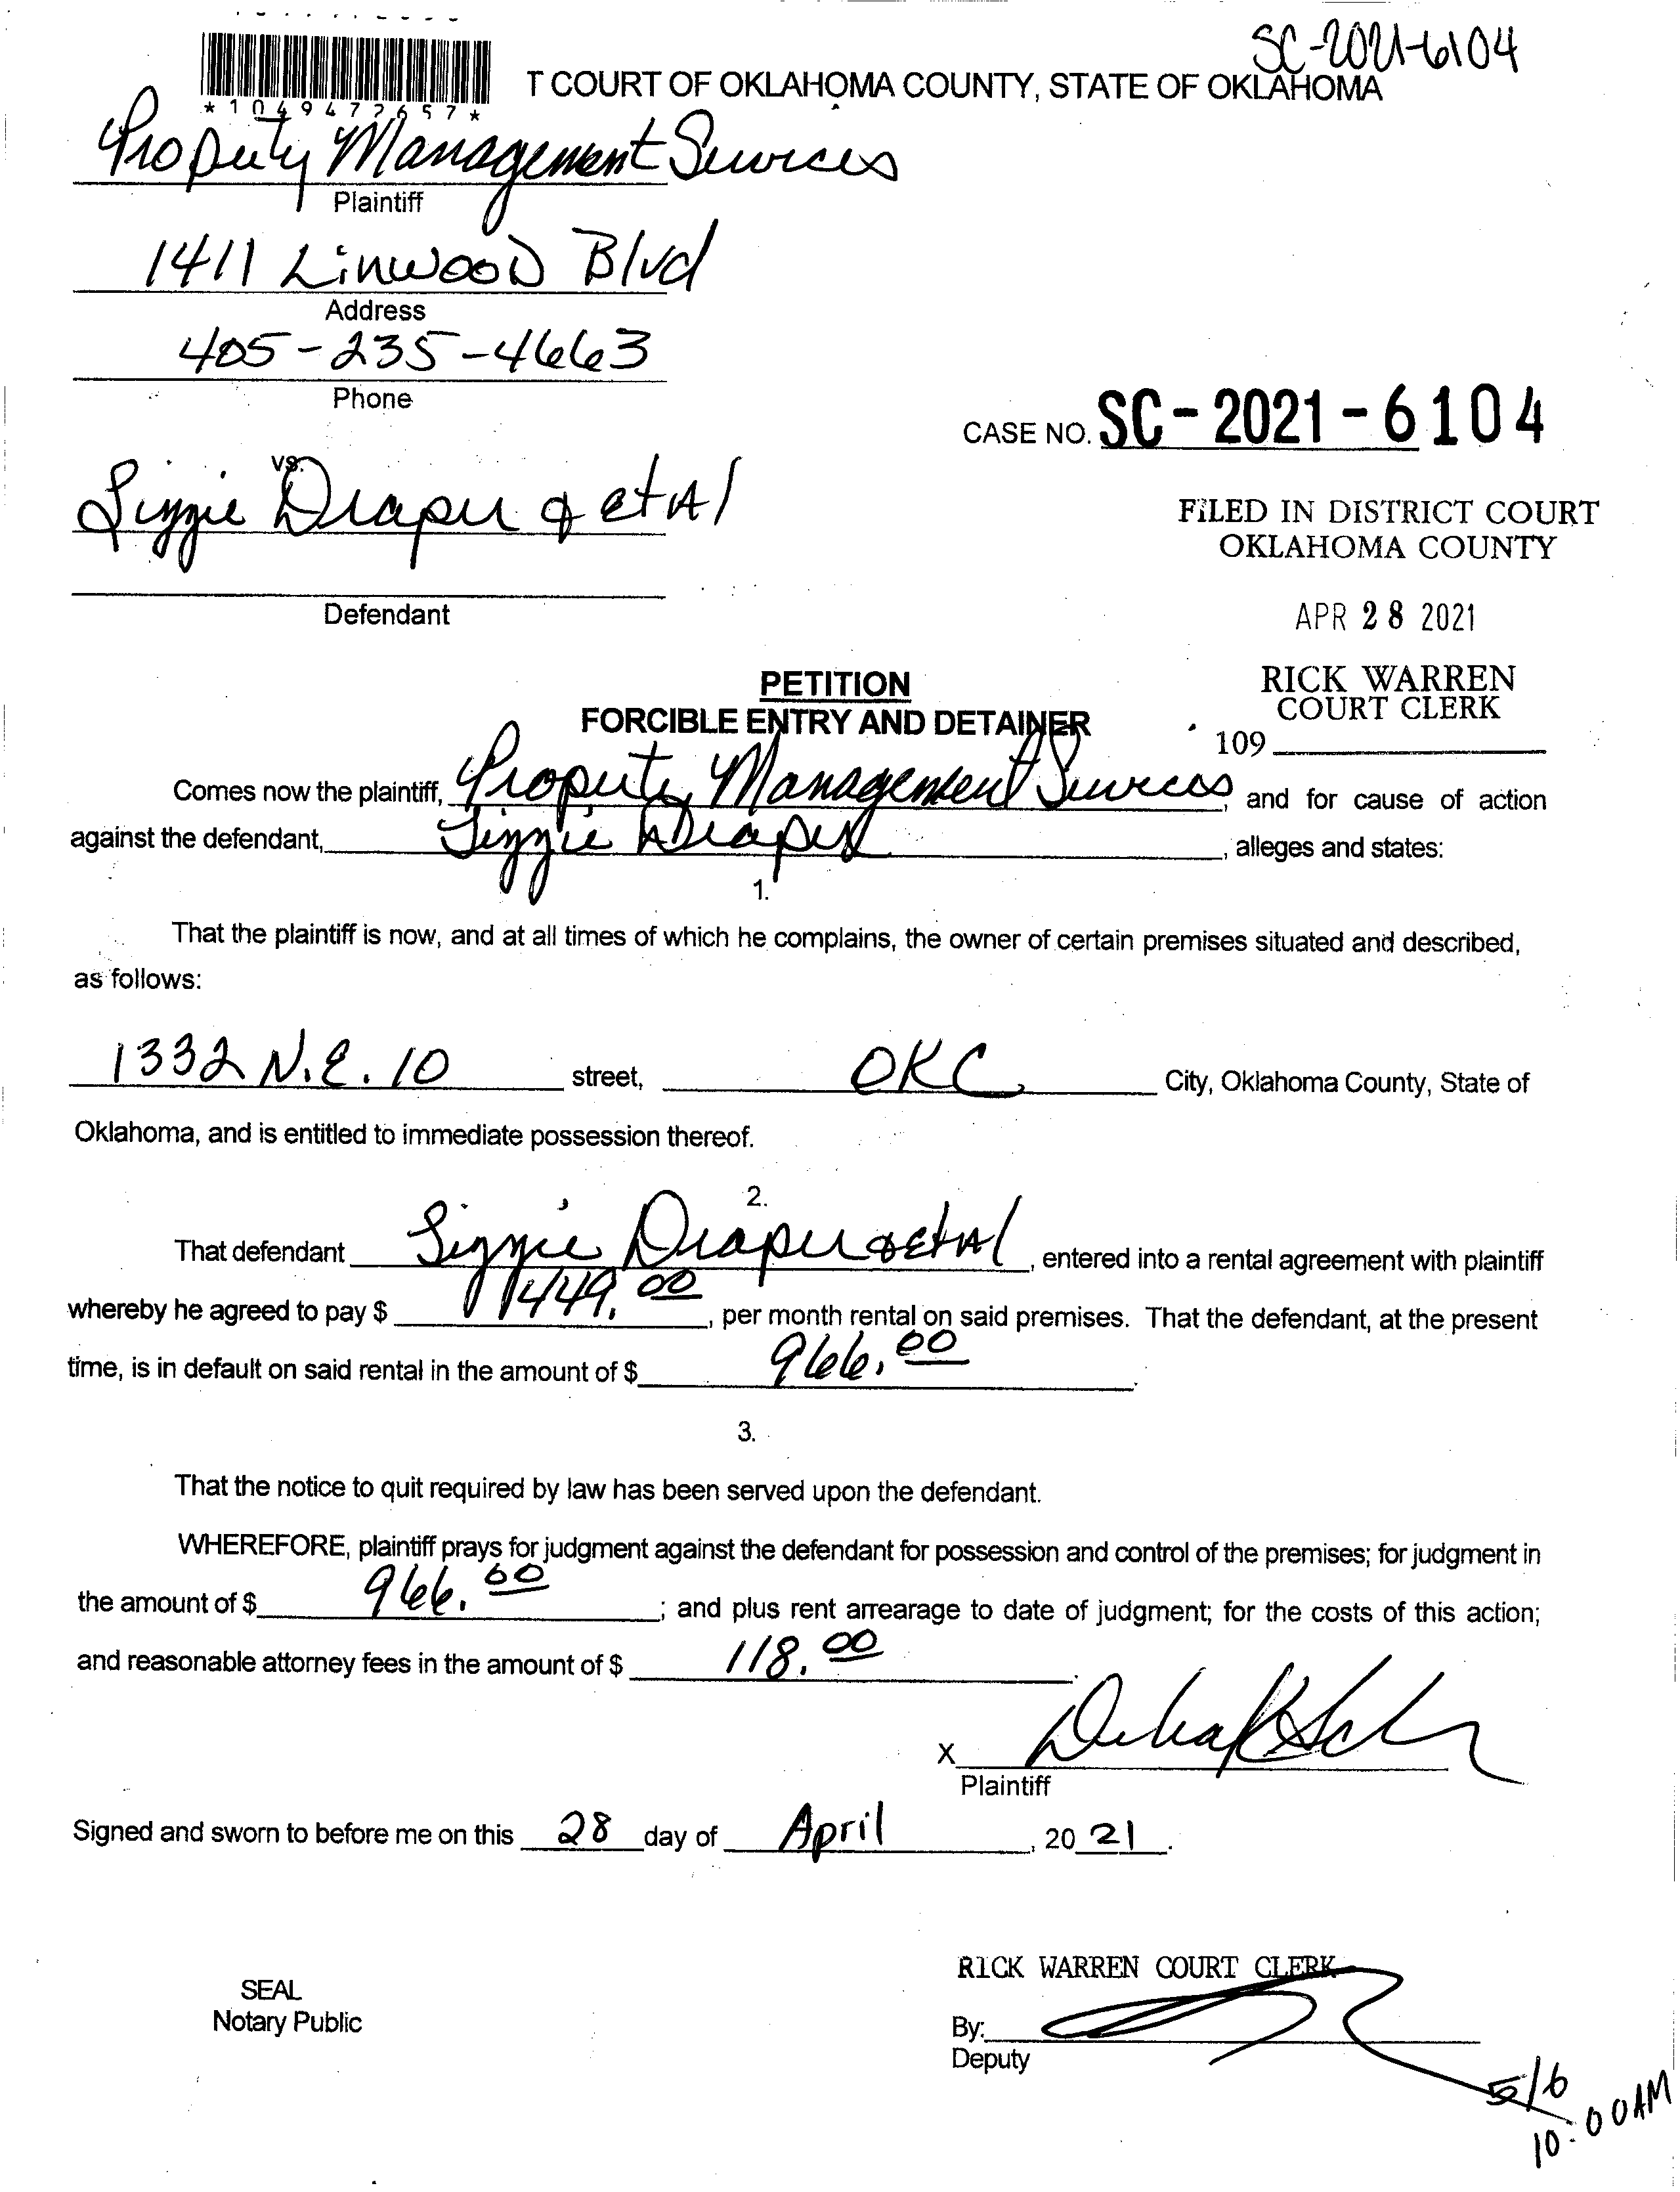 SC-2021-6104
*1049472657*
T COURT OF OKLAHOMA COUNTY, STATE OF OKLAHOMA
Property Management Services
Plaintiff
1411 Linwood Blvd
Address
405-235-4663
Phone
CASE NO. SC-2021-6104
vs.
Lizzie Draper & et Al
Defendant
FILED IN DISTRICT COURT
OKLAHOMA COUNTY
APR 28 2021
RICK WARREN
COURT CLERK
109
PETITION
FORCIBLE ENTRY AND DETAINER
Comes now the plaintiff, Property Management Services, and for cause of action
against the defendant, Lizzie Draper, alleges and states:
1.
That the plaintiff is now, and at all times of which he complains, the owner of certain premises situated and described,
as follows:
1332 N.E. 10 street, OKC, City, Oklahoma County, State of
Oklahoma, and is entitled to immediate possession thereof.
2.
That defendant Lizzie Draper & et Al, entered into a rental agreement with plaintiff
whereby he agreed to pay $ 449.00, per month rental on said premises. That the defendant, at the present
time, is in default on said rental in the amount of $ 966.00.
3.
That the notice to quit required by law has been served upon the defendant.
WHEREFORE, plaintiff prays for judgment against the defendant for possession and control of the premises; for judgment in
the amount of $ 966.00; and plus rent arrearage to date of judgment; for the costs of this action;
and reasonable attorney fees in the amount of $ 118.00.
X
Plaintiff
Signed and sworn to before me on this 28 day of April, 2021.
SEAL
Notary Public
RICK WARREN COURT CLERK
By:
Deputy
5/6
10:00AM